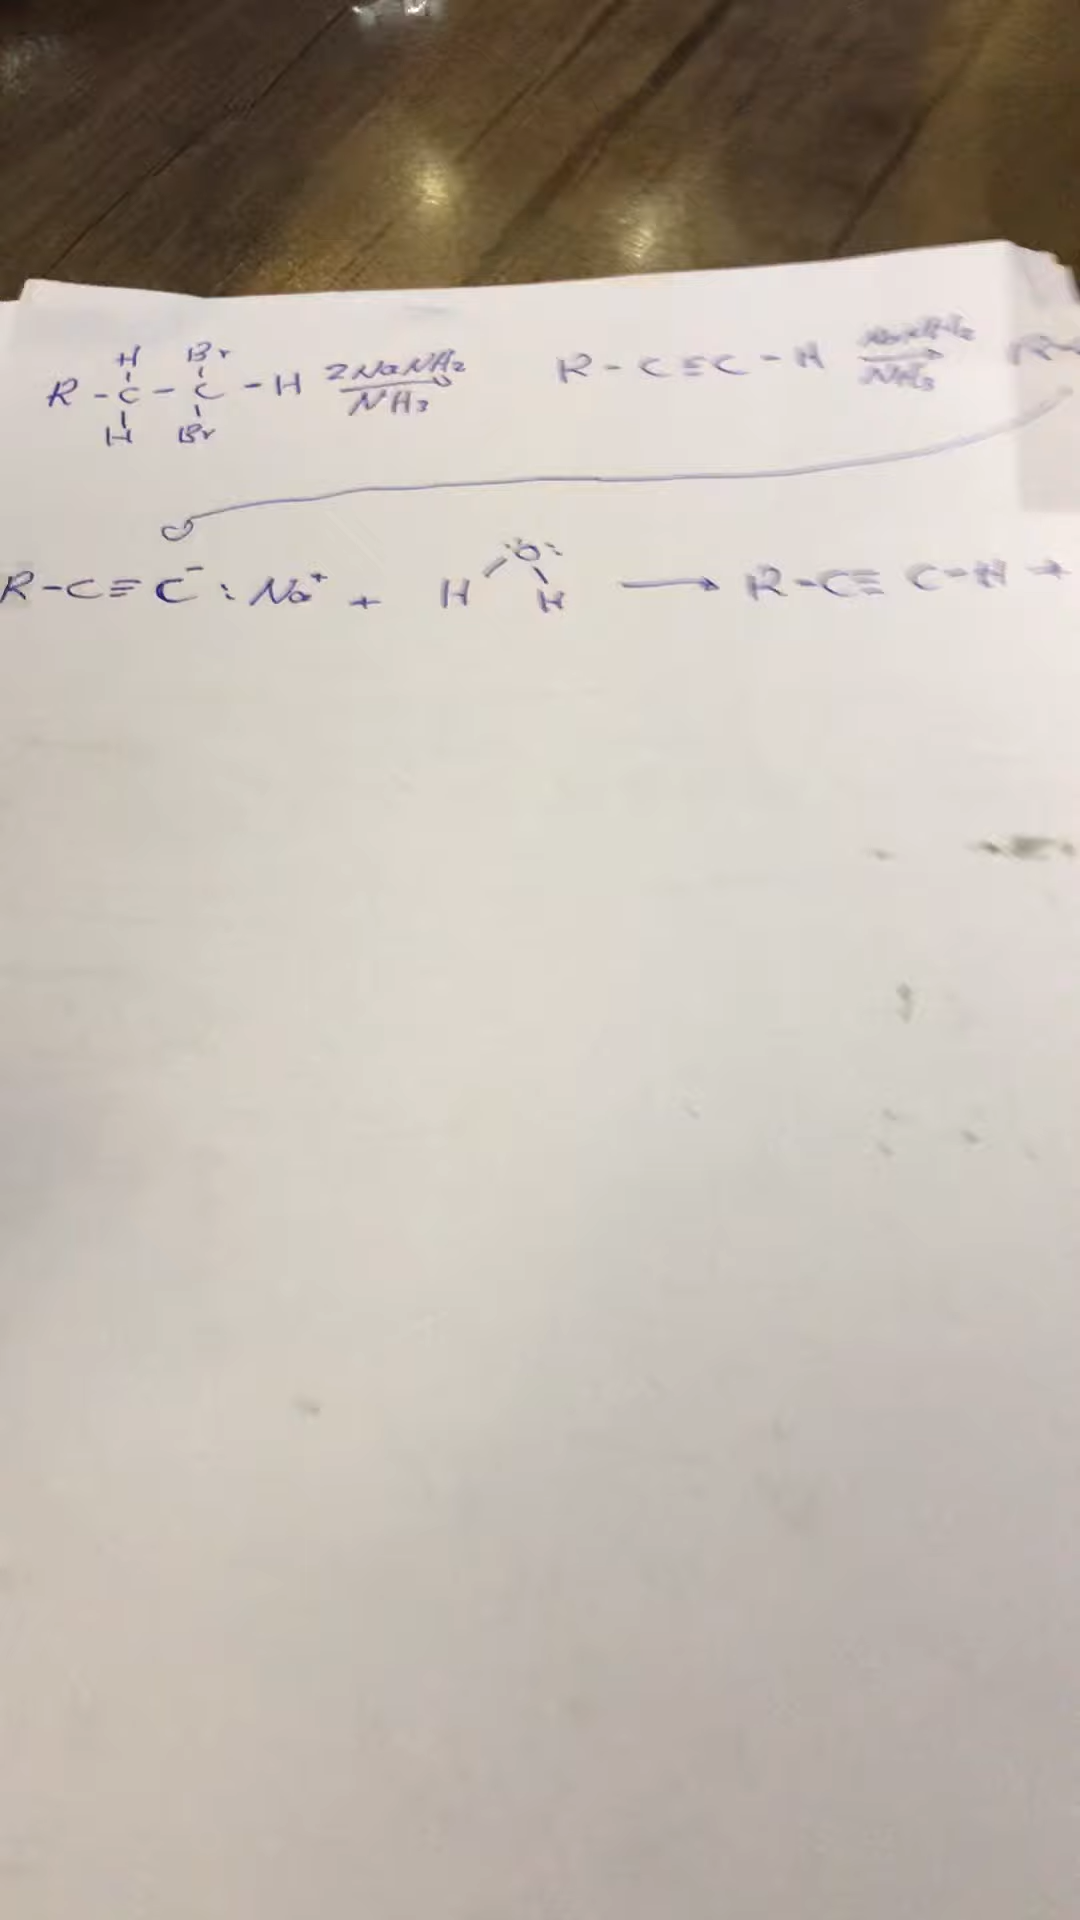 H Br
R - C - C - H 2NaNH₂ / NH₃ → R - C ≡ C - H NaNH₂ / NH₃ → R-
H Br
R-C≡C⁻ : Na⁺ + H Ö: H ⟶ R-C≡C-H +